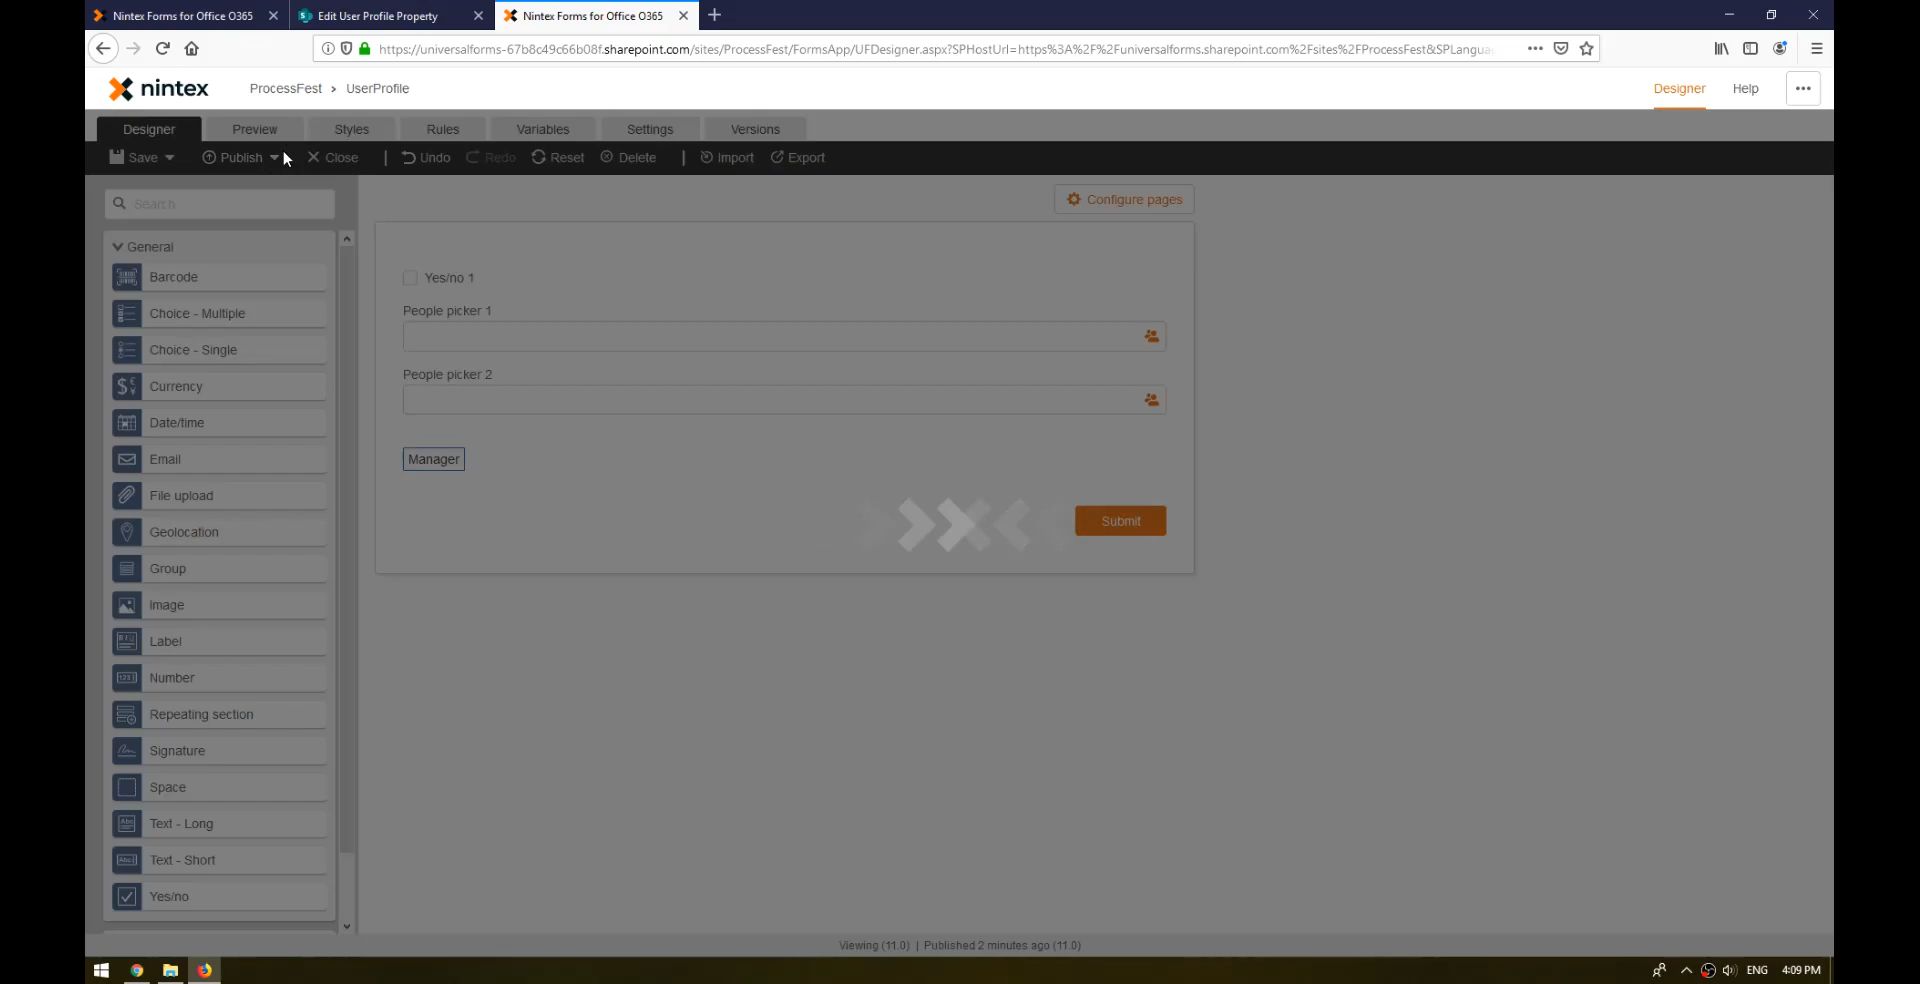 Nintex Forms for Office O365
Edit User Profile Property
Nintex Forms for Office O365
https://universalforms-67b8c49c66b08f.sharepoint.com/sites/ProcessFest/FormsApp/UFDesigner.aspx?SPHostUrl=https%3A%2F%2Funiversalforms.sharepoint.com%2Fsites%2FProcessFest&SPLangua
nintex
ProcessFest > UserProfile
Designer
Help
Designer
Preview
Styles
Rules
Variables
Settings
Versions
Save
Publish
Close
Undo
Redo
Reset
Delete
Import
Export
Search
Configure pages
General
Barcode
Choice - Multiple
Choice - Single
Currency
Date/time
Email
File upload
Geolocation
Group
Image
Label
Number
Repeating section
Signature
Space
Text - Long
Text - Short
Yes/no
Yes/no 1
People picker 1
People picker 2
Manager
Submit
Viewing (11.0) | Published 2 minutes ago (11.0)
ENG
4:09 PM